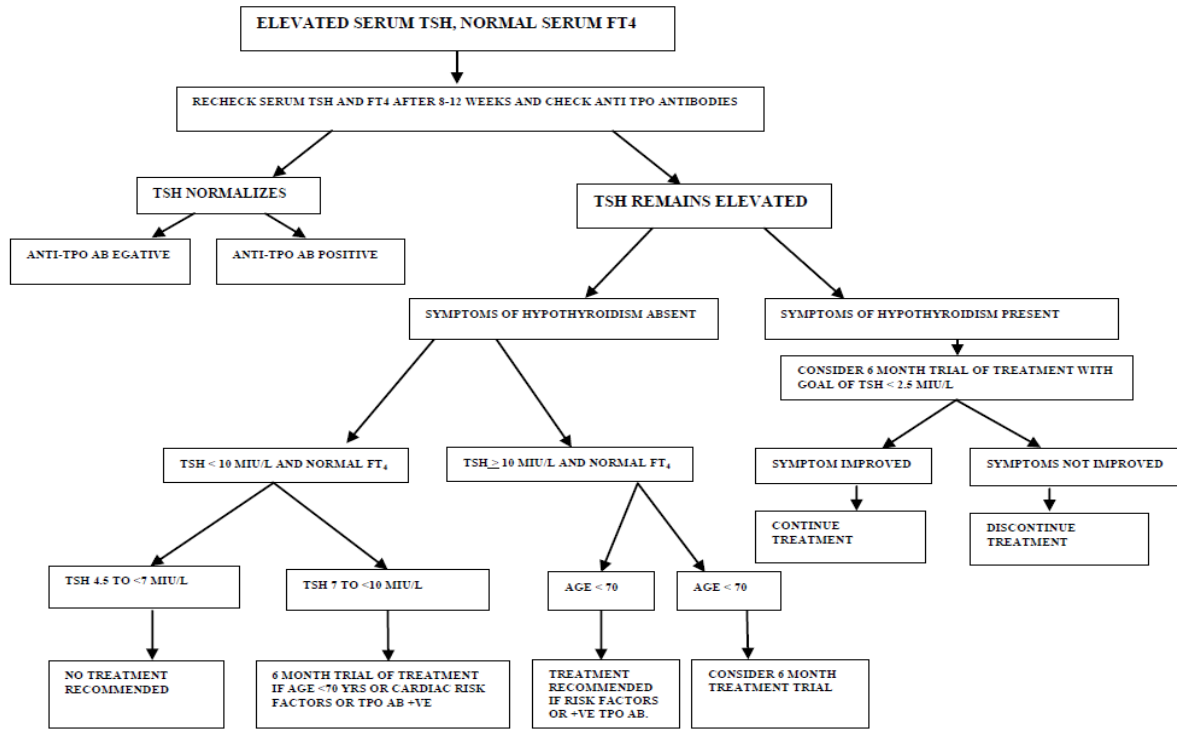 ELEVATED SERUM TSH, NORMAL SERUM FT4
RECHECK SERUM TSH AND FT4 AFTER 8-12 WEEKS AND CHECK ANTI TPO ANTIBODIES
TSH NORMALIZES
TSH REMAINS ELEVATED
ANTI-TPO AB EGATIVE
ANTI-TPO AB POSITIVE
SYMPTOMS OF HYPOTHYROIDISM ABSENT
SYMPTOMS OF HYPOTHYROIDISM PRESENT
CONSIDER 6 MONTH TRIAL OF TREATMENT WITH
GOAL OF TSH < 2.5 MIU/L
TSH < 10 MIU/L AND NORMAL FT₄
TSH ≥ 10 MIU/L AND NORMAL FT₄
SYMPTOM IMPROVED
SYMPTOMS NOT IMPROVED
CONTINUE
TREATMENT
DISCONTINUE
TREATMENT
TSH 4.5 TO <7 MIU/L
TSH 7 TO <10 MIU/L
AGE < 70
AGE < 70
NO TREATMENT
RECOMMENDED
6 MONTH TRIAL OF TREATMENT
IF AGE <70 YRS OR CARDIAC RISK
FACTORS OR TPO AB +VE
TREATMENT
RECOMMENDED
IF RISK FACTORS
OR +VE TPO AB.
CONSIDER 6 MONTH
TREATMENT TRIAL